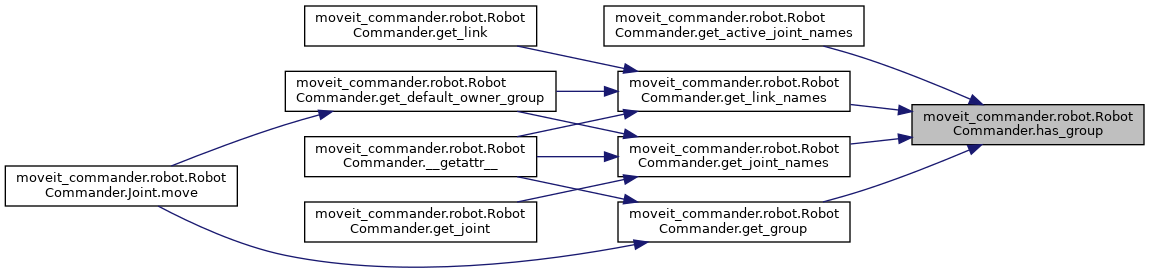 moveit_commander.robot.Robot
Commander.get_link
moveit_commander.robot.Robot
Commander.get_active_joint_names
moveit_commander.robot.Robot
Commander.get_default_owner_group
moveit_commander.robot.Robot
Commander.get_link_names
moveit_commander.robot.Robot
Commander.has_group
moveit_commander.robot.Robot
Commander.__getattr__
moveit_commander.robot.Robot
Commander.get_joint_names
moveit_commander.robot.Robot
Commander.Joint.move
moveit_commander.robot.Robot
Commander.get_joint
moveit_commander.robot.Robot
Commander.get_group